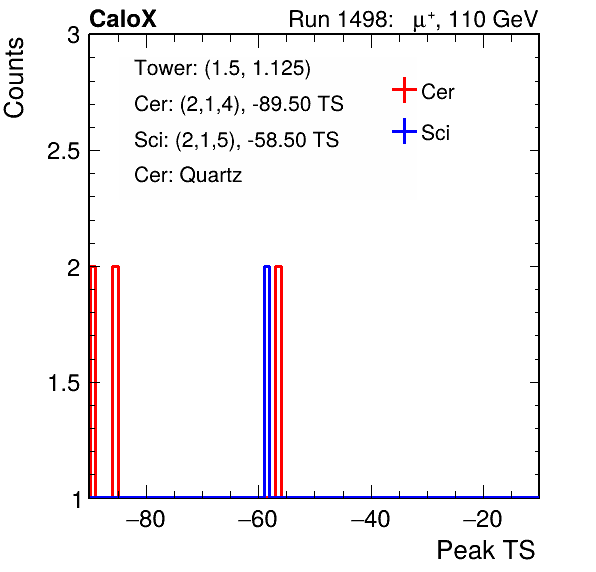 CaloX Run 1498: μ⁺, 110 GeV
Counts
3
Tower: (1.5, 1.125)
Cer: (2,1,4), -89.50 TS
Sci: (2,1,5), -58.50 TS
Cer: Quartz
Cer
Sci
2.5
2
1.5
1
−80 −60 −40 −20
Peak TS